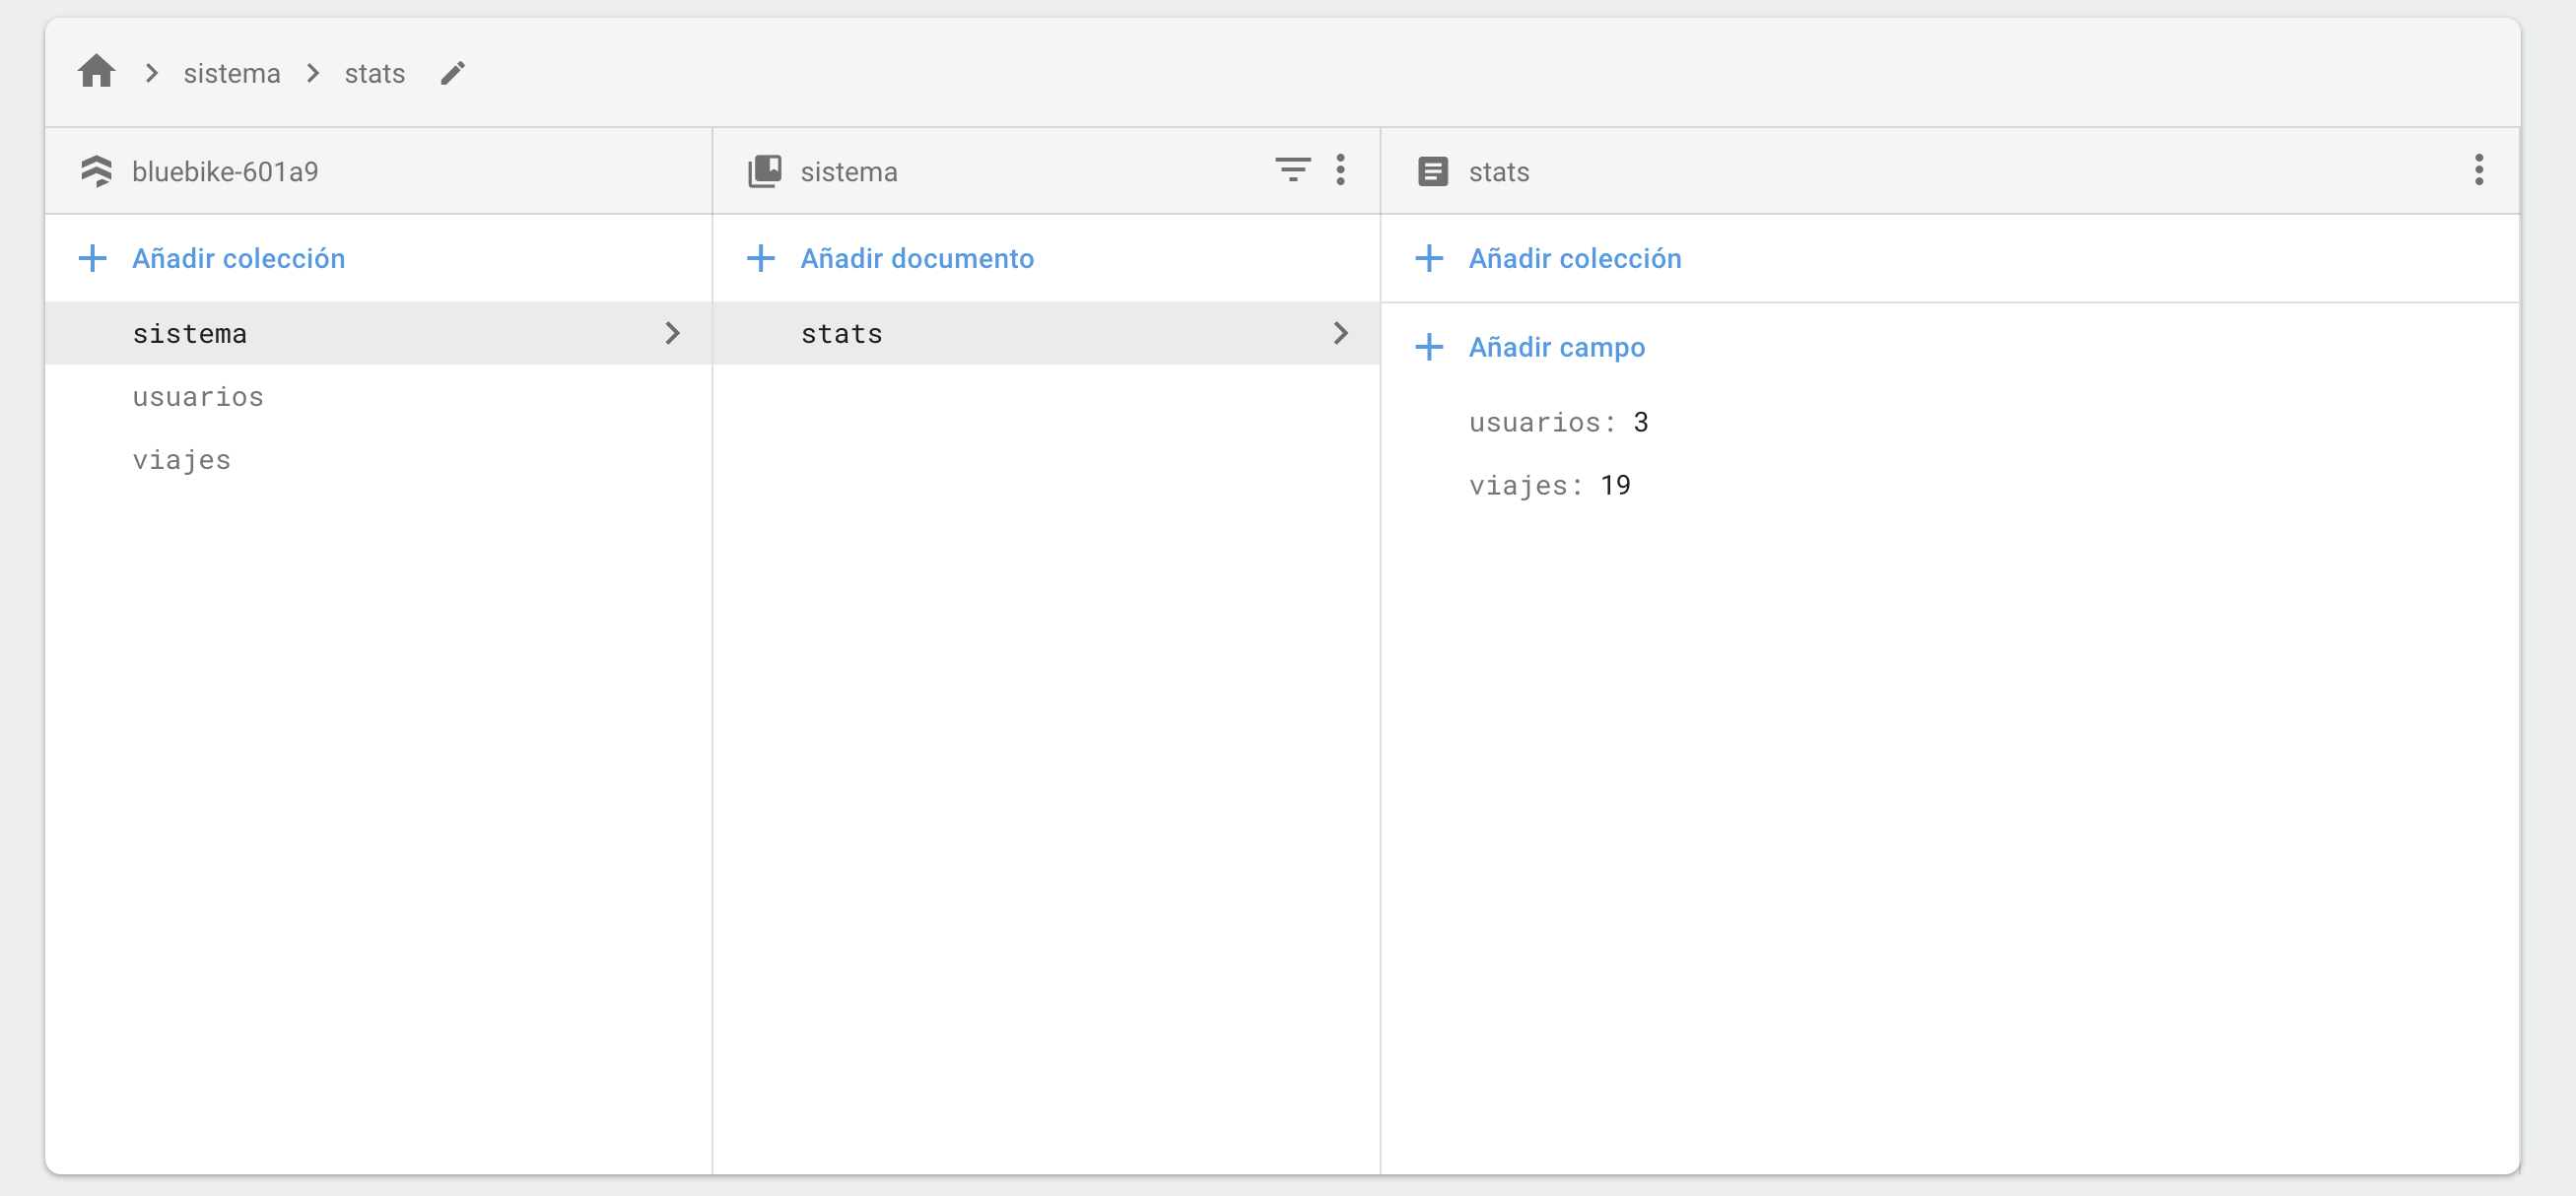 sistema > stats
bluebike-601a9
Añadir colección
sistema
usuarios
viajes
sistema
Añadir documento
stats
stats
Añadir colección
Añadir campo
usuarios: 3
viajes: 19